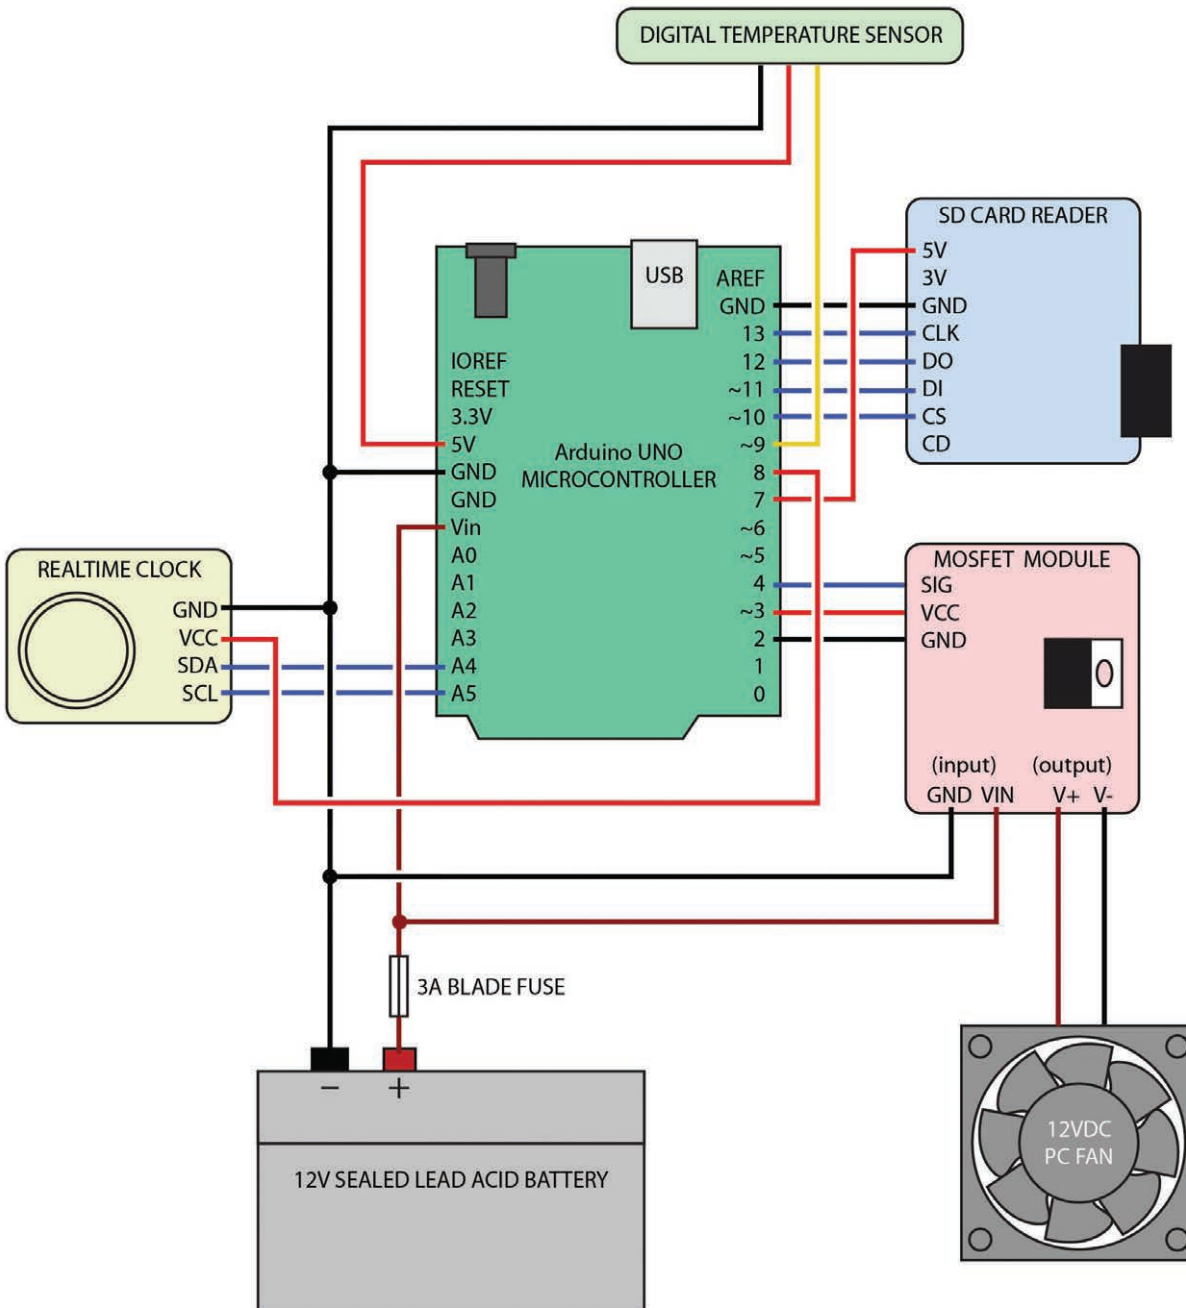 DIGITAL TEMPERATURE SENSOR
SD CARD READER
5V
3V
GND
CLK
DO
DI
CS
CD
USB
AREF
GND
13
12
~11
~10
~9
8
7
~6
~5
4
~3
2
1
0
IOREF
RESET
3.3V
5V
GND
GND
Vin
A0
A1
A2
A3
A4
A5
Arduino UNO
MICROCONTROLLER
REALTIME CLOCK
GND
VCC
SDA
SCL
MOSFET MODULE
SIG
VCC
GND
(input) (output)
GND VIN V+ V-
3A BLADE FUSE
− +
12V SEALED LEAD ACID BATTERY
12VDC
PC FAN